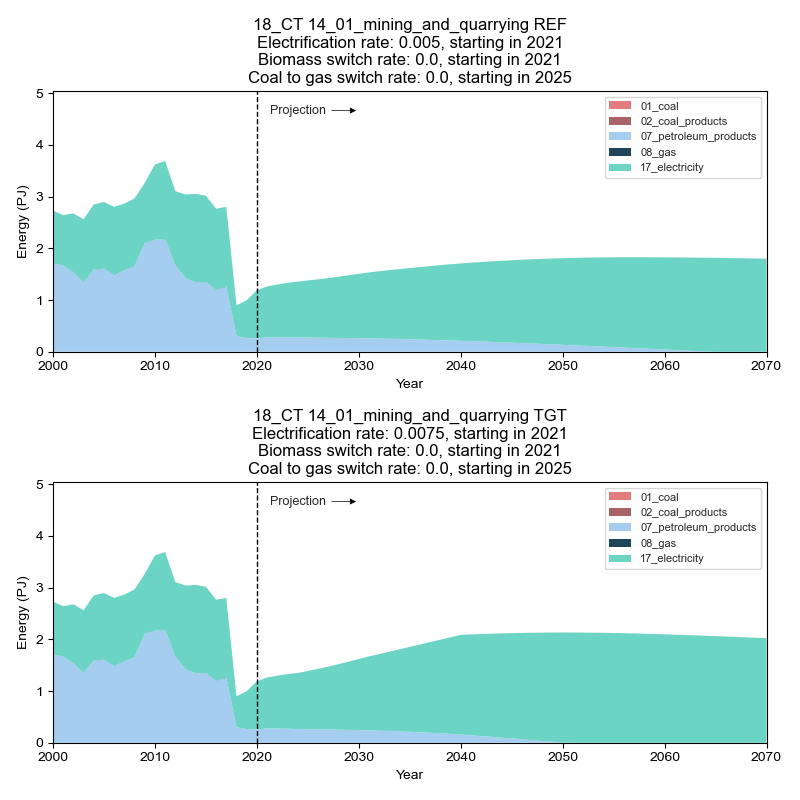 18_CT 14_01_mining_and_quarrying REF
Electrification rate: 0.005, starting in 2021
Biomass switch rate: 0.0, starting in 2021
Coal to gas switch rate: 0.0, starting in 2025
Projection
01_coal
02_coal_products
07_petroleum_products
08_gas
17_electricity
Energy (PJ)
5
4
3
2
1
0
2000 2010 2020 2030 2040 2050 2060 2070
Year
18_CT 14_01_mining_and_quarrying TGT
Electrification rate: 0.0075, starting in 2021
Biomass switch rate: 0.0, starting in 2021
Coal to gas switch rate: 0.0, starting in 2025
Projection
01_coal
02_coal_products
07_petroleum_products
08_gas
17_electricity
Energy (PJ)
5
4
3
2
1
0
2000 2010 2020 2030 2040 2050 2060 2070
Year